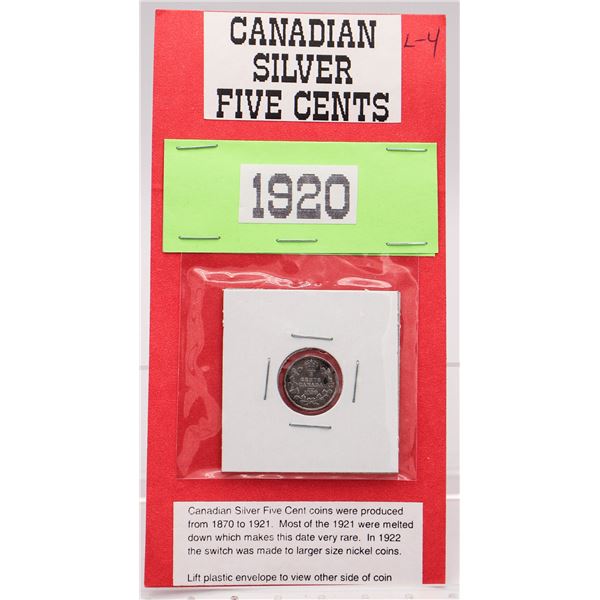 CANADIAN
SILVER
FIVE CENTS
L-4
1920
CENTS
CANADA
Canadian Silver Five Cent coins were produced
from 1870 to 1921. Most of the 1921 were melted
down which makes this date very rare. In 1922
the switch was made to larger size nickel coins.
Lift plastic envelope to view other side of coin